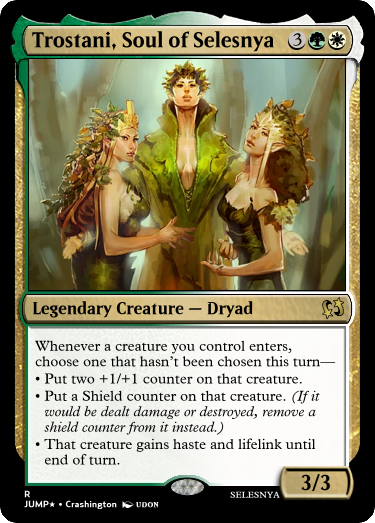 Trostani, Soul of Selesnya 3
Legendary Creature — Dryad
Whenever a creature you control enters,
choose one that hasn't been chosen this turn—
• Put two +1/+1 counter on that creature.
• Put a Shield counter on that creature. (If it
would be dealt damage or destroyed, remove a
shield counter from it instead.)
• That creature gains haste and lifelink until
end of turn.
3/3
R
JUMP★ • Crashington UDON
SELESNYA